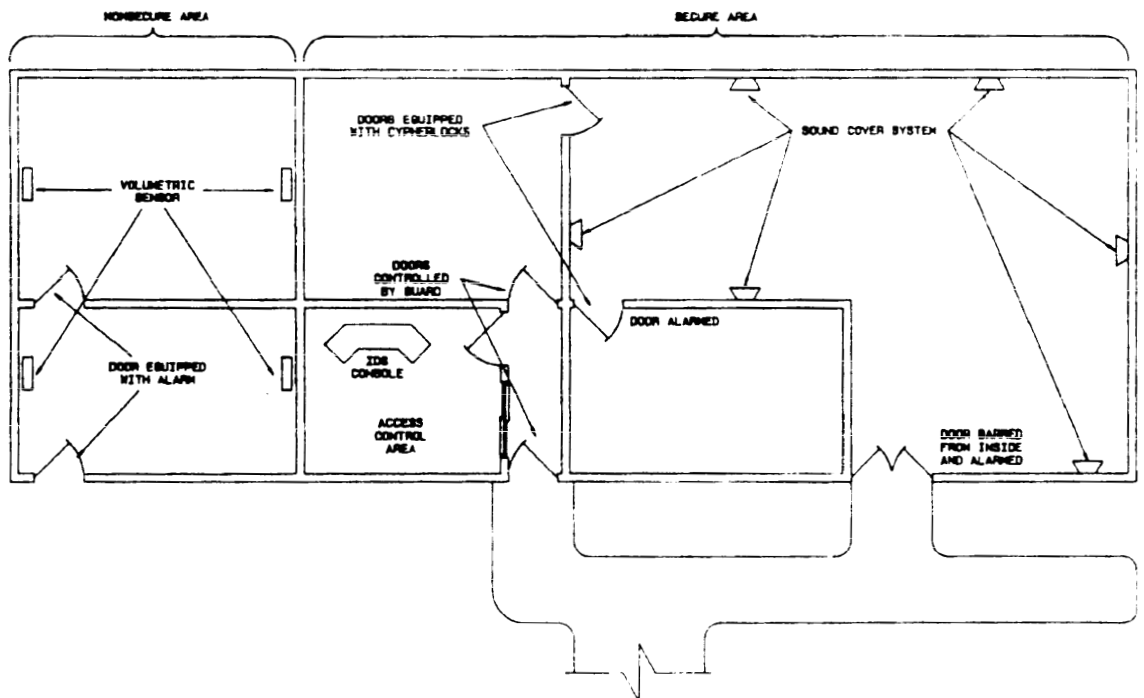 NONSECURE AREA
SECURE AREA
DOORS EQUIPPED
WITH CYPHERLOCKS
SOUND COVER SYSTEM
VOLUMETRIC
SENSOR
DOORS
CONTROLLED
BY GUARD
DOOR ALARMED
IDS
CONSOLE
DOOR EQUIPPED
WITH ALARM
ACCESS
CONTROL
AREA
DOOR BARRED
FROM INSIDE
AND ALARMED